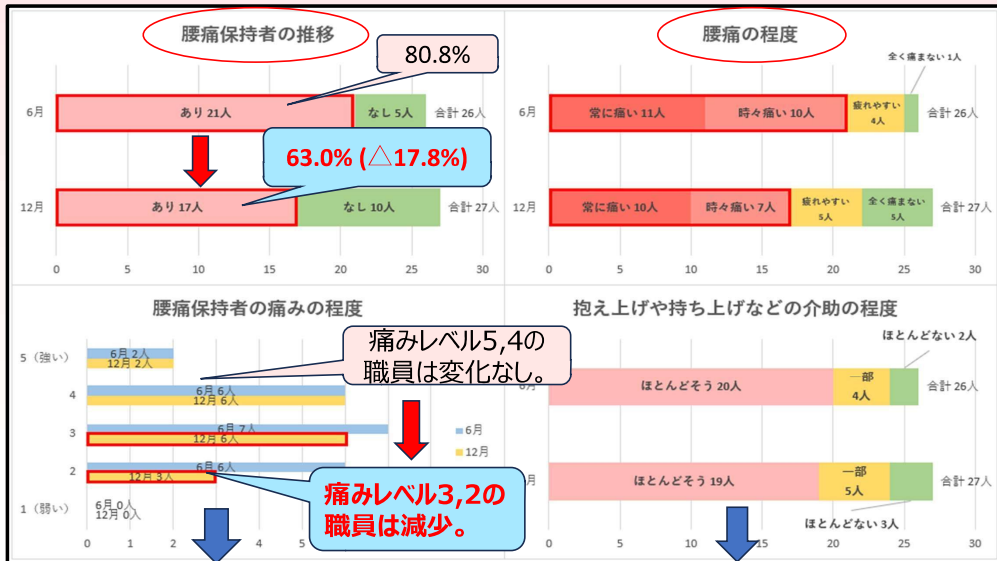 腰痛保持者の推移
80.8%
6月
あり 21人
なし 5人
合計 26人
63.0% (△17.8%)
12月
あり 17人
なし 10人
合計 27人
0 5 10 15 20 25 30
腰痛の程度
全く痛まない 1人
6月
常に痛い 11人
時々痛い 10人
疲れやすい
4人
合計 26人
12月
常に痛い 10人
時々痛い 7人
疲れやすい
5人
全く痛まない
5人
合計 27人
0 5 10 15 20 25 30
腰痛保持者の痛みの程度
痛みレベル5,4の
職員は変化なし。
5（強い）
6月 2人
12月 2人
4
6月 6人
12月 6人
3
6月 7人
12月 6人
6月
12月
2
6月 6人
12月 3人
痛みレベル3,2の
職員は減少。
1（弱い）
6月 0人
12月 0人
0 1 2 3 4 5
抱え上げや持ち上げなどの介助の程度
ほとんどない 2人
ほとんどそう 20人
一部
4人
合計 26人
月
ほとんどそう 19人
一部
5人
合計 27人
ほとんどない 3人
0 5 10 15 20 25 30